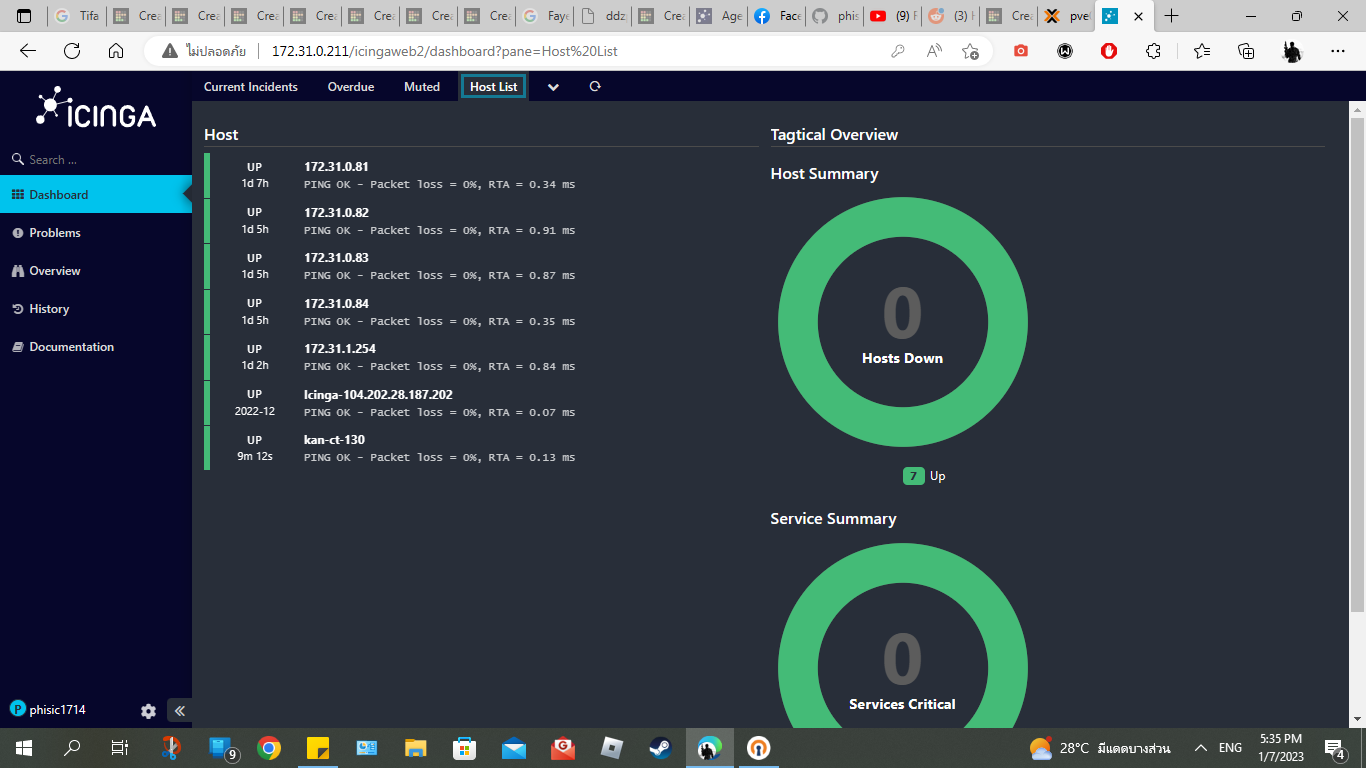 Tifa
Crea
Crea
Crea
Crea
Crea
Crea
Crea
Faye
ddz
Crea
Age
Face
phis
(9) F
(3) H
Crea
pve
ไม่ปลอดภัย
172.31.0.211/icingaweb2/dashboard?pane=Host%20List
ICINGA
Current Incidents
Overdue
Muted
Host List
Search ...
Dashboard
Problems
Overview
History
Documentation
Host
UP 172.31.0.81
1d 7h PING OK - Packet loss = 0%, RTA = 0.34 ms
UP 172.31.0.82
1d 5h PING OK - Packet loss = 0%, RTA = 0.91 ms
UP 172.31.0.83
1d 5h PING OK - Packet loss = 0%, RTA = 0.87 ms
UP 172.31.0.84
1d 5h PING OK - Packet loss = 0%, RTA = 0.35 ms
UP 172.31.1.254
1d 2h PING OK - Packet loss = 0%, RTA = 0.84 ms
UP Icinga-104.202.28.187.202
2022-12 PING OK - Packet loss = 0%, RTA = 0.07 ms
UP kan-ct-130
9m 12s PING OK - Packet loss = 0%, RTA = 0.13 ms
Tagtical Overview
Host Summary
0
Hosts Down
7 Up
Service Summary
0
Services Critical
P phisic1714
9
28°C มีแดดบางส่วน
ENG
5:35 PM
1/7/2023
4